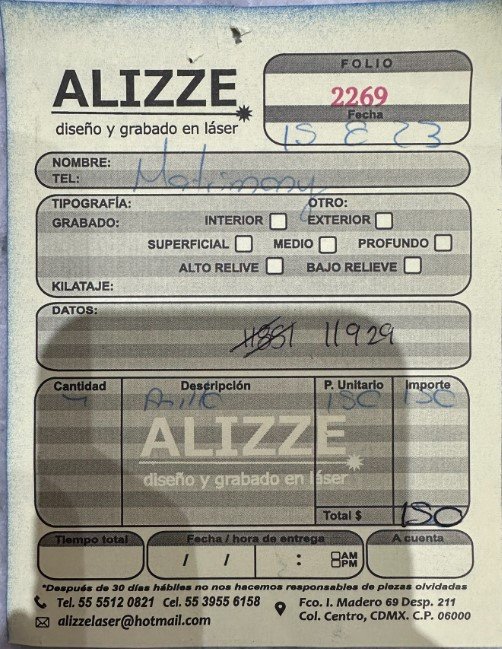 ALIZZE
diseño y grabado en láser
FOLIO
2269
Fecha
15 E 23
NOMBRE:
TEL:
Matrimony
TIPOGRAFÍA: OTRO:
GRABADO: INTERIOR EXTERIOR
SUPERFICIAL MEDIO PROFUNDO
ALTO RELIVE BAJO RELIEVE
KILATAJE:
DATOS:
11881 11929
Cantidad Descripción P. Unitario Importe
Anillo 150 150
ALIZZE
diseño y grabado en láser
Total $ 150
Tiempo total Fecha / hora de entrega A cuenta
/ / : AM
PM
*Después de 30 días hábiles no nos hacemos responsables de piezas olvidadas
Tel. 55 5512 0821 Cel. 55 3955 6158
Fco. I. Madero 69 Desp. 211
alizzelaser@hotmail.com
Col. Centro, CDMX. C.P. 06000